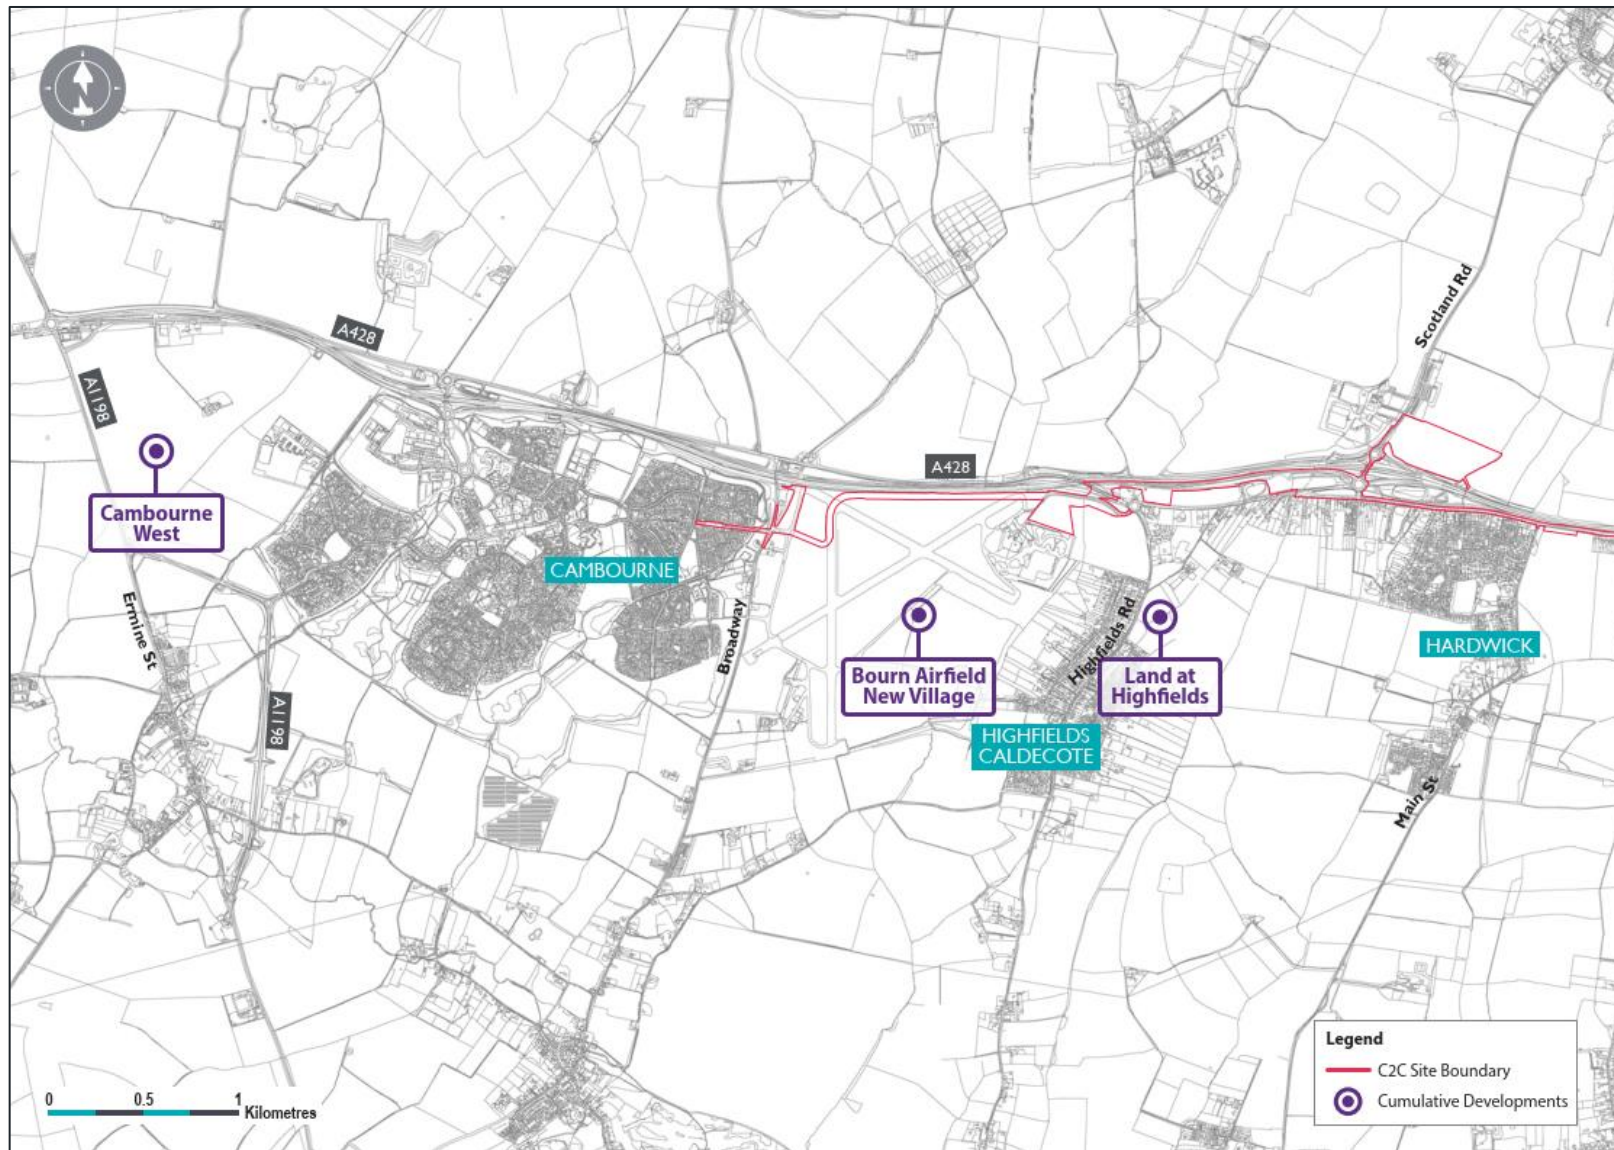 N
Scotland Rd
A428
A1198
A428
Cambourne
West
CAMBOURNE
Ermine St
Broadway
Highfields Rd
HARDWICK
Bourn Airfield
New Village
Land at
Highfields
A1198
HIGHFIELDS
CALDECOTE
Main St
Legend
C2C Site Boundary
Cumulative Developments
0 0.5 1
Kilometres